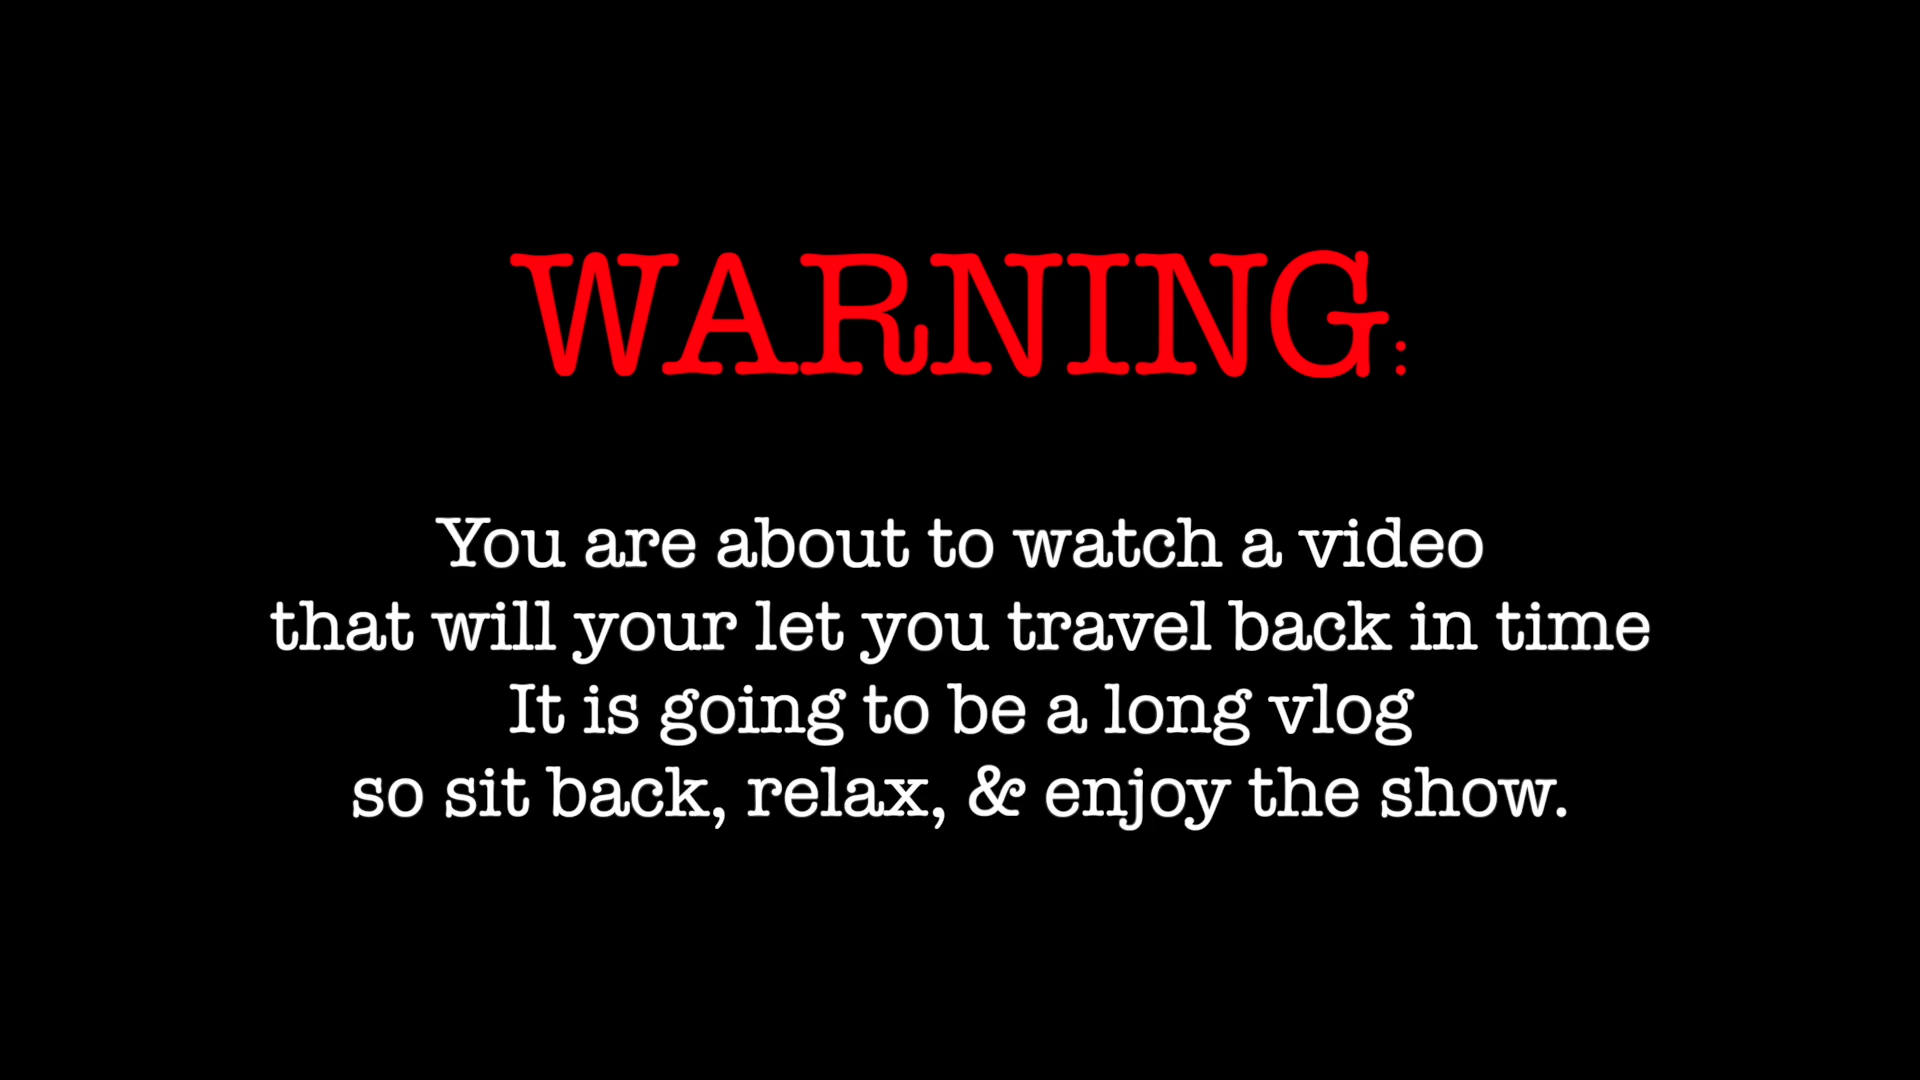 WARNING:
You are about to watch a video
that will your let you travel back in time
It is going to be a long vlog
so sit back, relax, & enjoy the show.